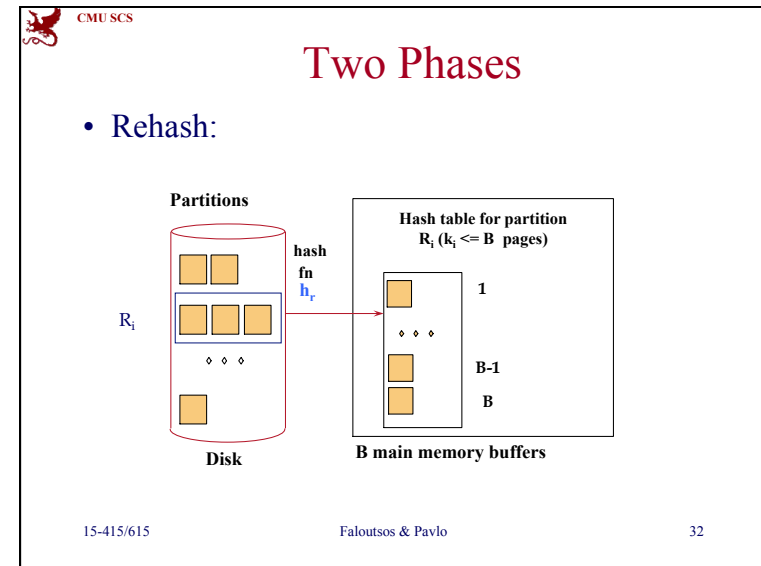 CMU SCS
Two Phases
• Rehash:
Partitions
Hash table for partition
Rᵢ (kᵢ <= B pages)
hash
fn
hᵣ
1
Rᵢ
B-1
B
Disk
B main memory buffers
15-415/615
Faloutsos & Pavlo
32